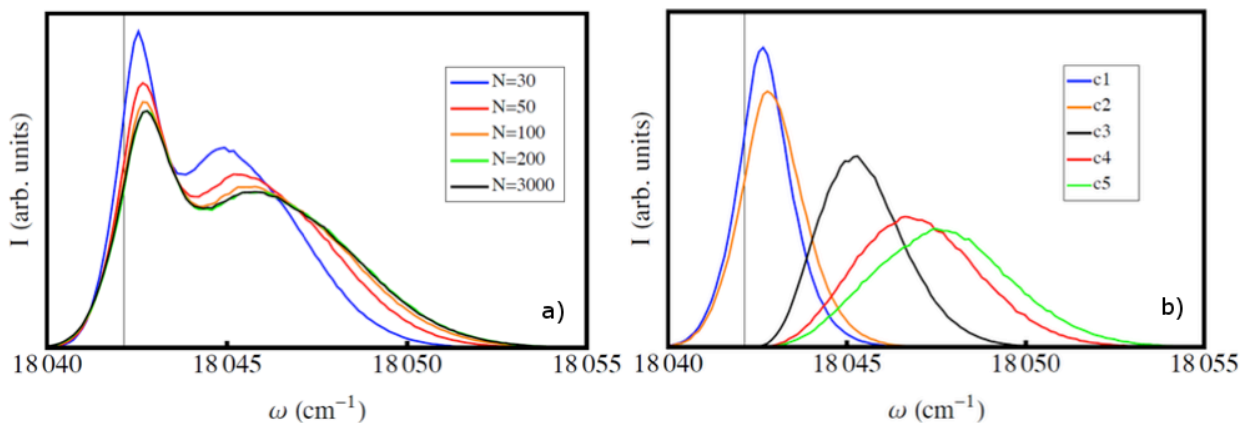 I (arb. units)
N=30
N=50
N=100
N=200
N=3000
a)
18 040 18 045 18 050 18 055
ω (cm⁻¹)
I (arb. units)
c1
c2
c3
c4
c5
b)
18 040 18 045 18 050 18 055
ω (cm⁻¹)